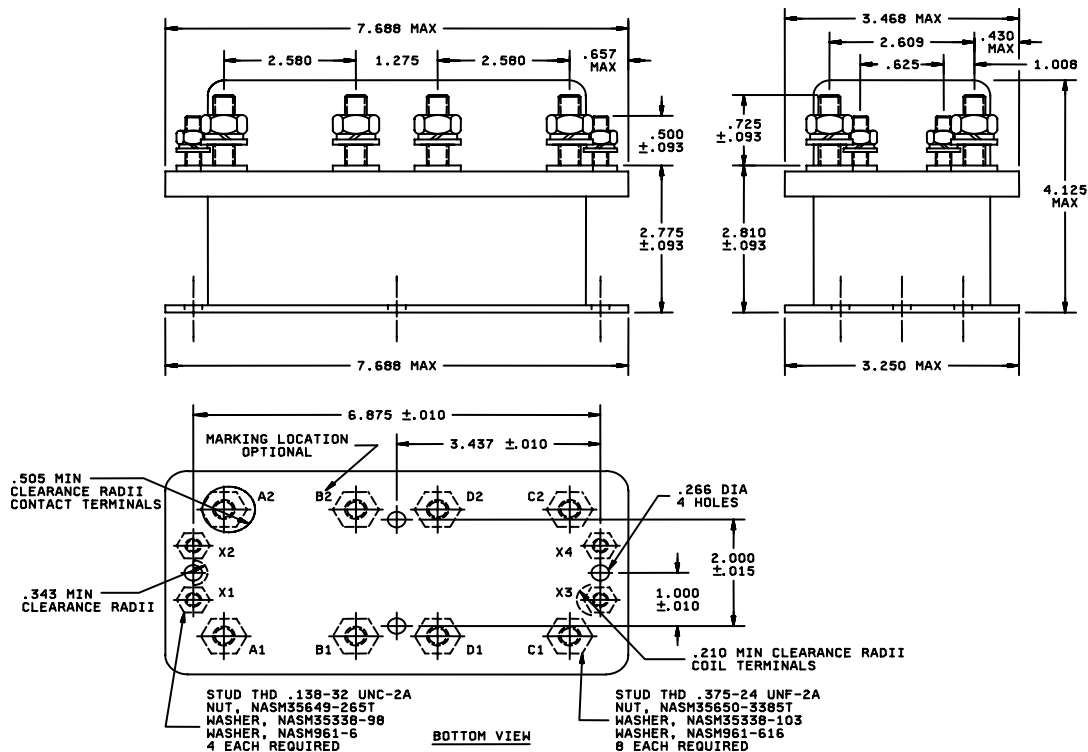 7.688 MAX
2.580
1.275
2.580
.657
MAX
.500
±.093
2.775
±.093
7.688 MAX
3.468 MAX
2.609
.430
MAX
.625
1.008
.725
±.093
2.810
±.093
4.125
MAX
3.250 MAX
6.875 ±.010
MARKING LOCATION
OPTIONAL
3.437 ±.010
.505 MIN
CLEARANCE RADII
CONTACT TERMINALS
A2
B2
D2
C2
.266 DIA
4 HOLES
X2
X4
2.000
±.015
.343 MIN
CLEARANCE RADII
X1
X3
1.000
±.010
A1
B1
D1
C1
.210 MIN CLEARANCE RADII
COIL TERMINALS
STUD THD .138-32 UNC-2A
NUT, NASM35649-265T
WASHER, NASM35338-98
WASHER, NASM961-6
4 EACH REQUIRED
BOTTOM VIEW
STUD THD .375-24 UNF-2A
NUT, NASM35650-3385T
WASHER, NASM35338-103
WASHER, NASM961-616
8 EACH REQUIRED